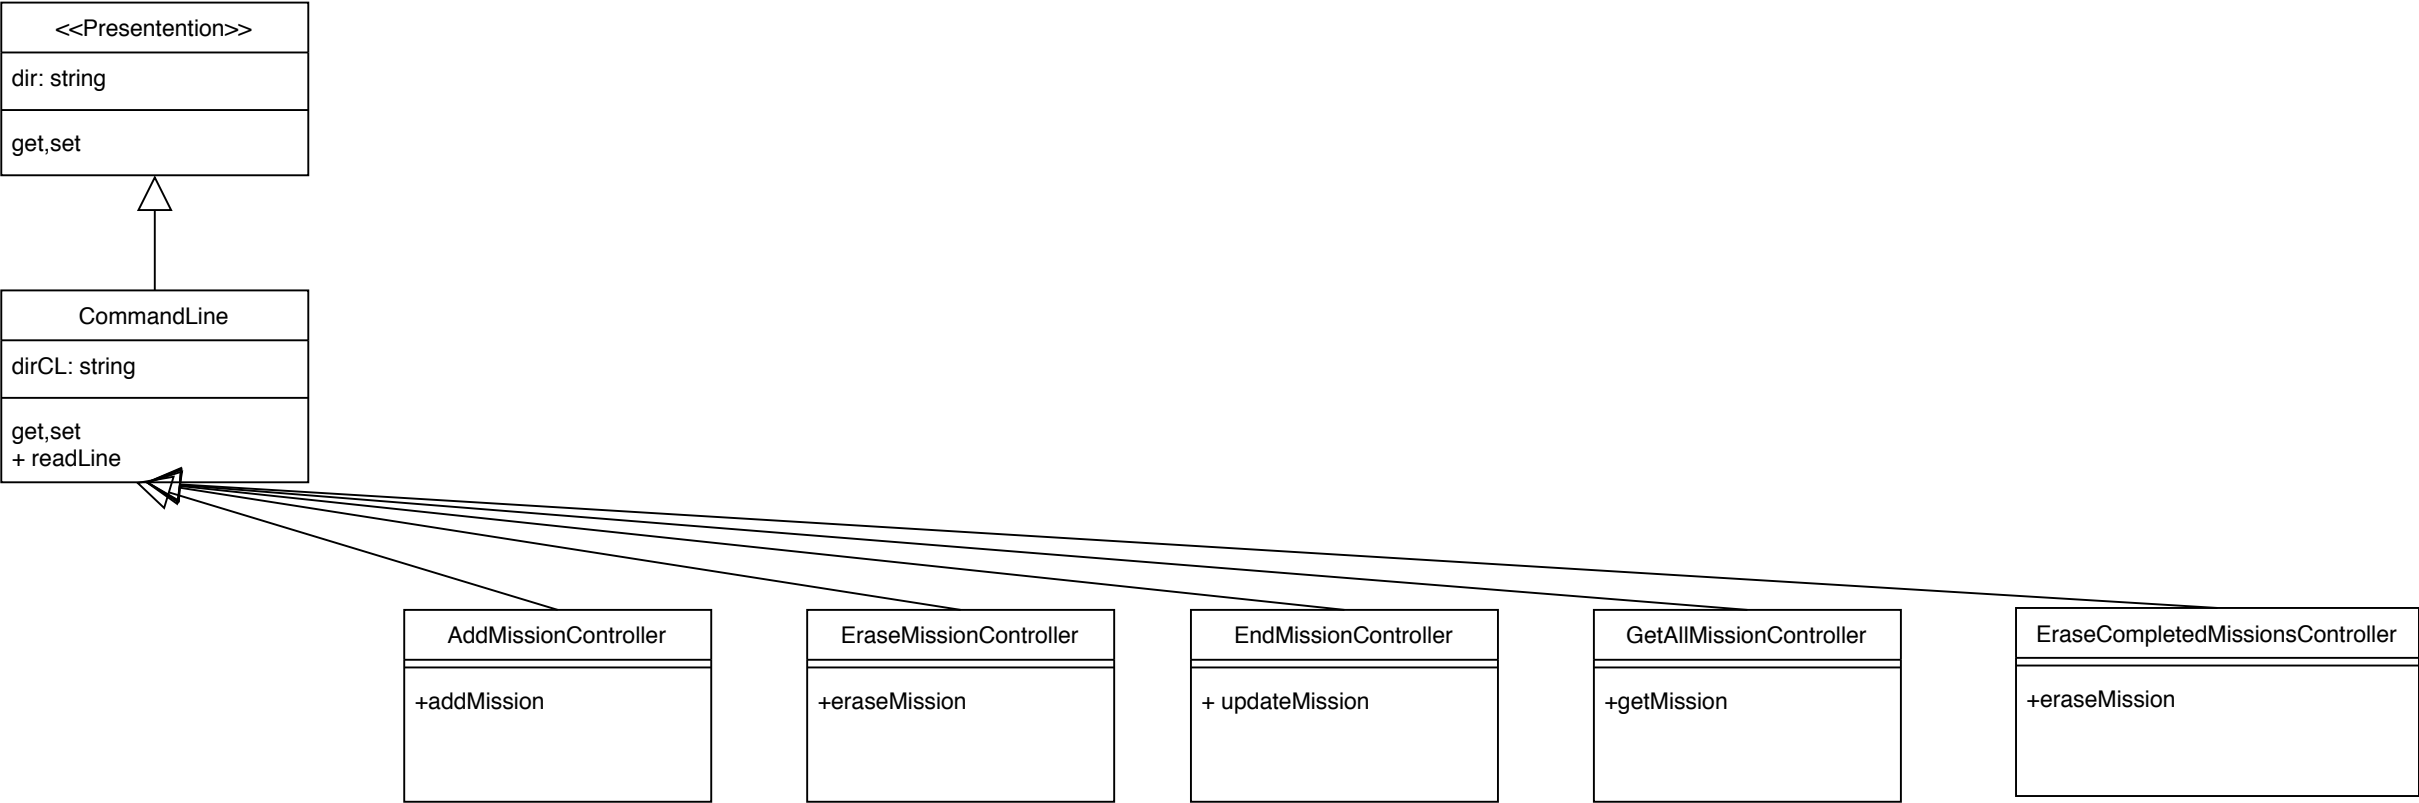 <<Presentention>>
dir: string
get,set
CommandLine
dirCL: string
get,set
+ readLine
AddMissionController
+addMission
EraseMissionController
+eraseMission
EndMissionController
+ updateMission
GetAllMissionController
+getMission
EraseCompletedMissionsController
+eraseMission